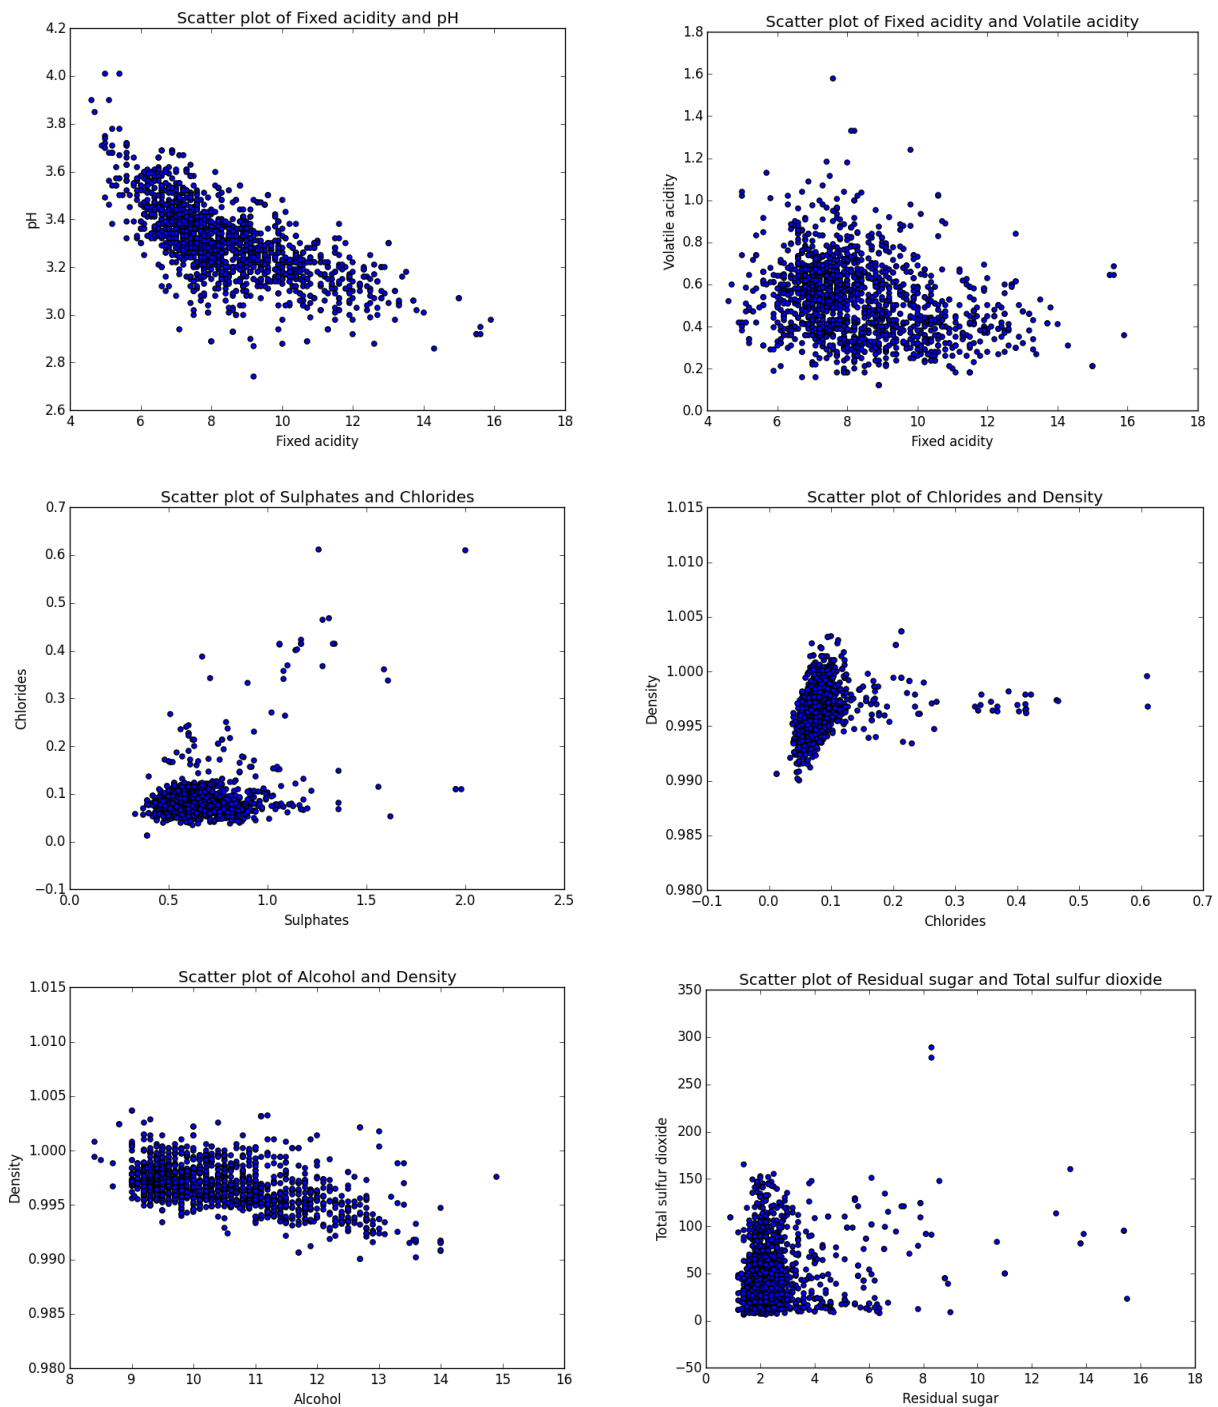 Scatter plot of Fixed acidity and pH
4.2
4.0
3.8
3.6
3.4
3.2
3.0
2.8
2.6
pH
4 6 8 10 12 14 16 18
Fixed acidity
Scatter plot of Fixed acidity and Volatile acidity
1.8
1.6
1.4
1.2
1.0
0.8
0.6
0.4
0.2
0.0
Volatile acidity
4 6 8 10 12 14 16 18
Fixed acidity
Scatter plot of Sulphates and Chlorides
0.7
0.6
0.5
0.4
0.3
0.2
0.1
0.0
−0.1
Chlorides
0.0 0.5 1.0 1.5 2.0 2.5
Sulphates
Scatter plot of Chlorides and Density
1.015
1.010
1.005
1.000
0.995
0.990
0.985
0.980
Density
−0.1 0.0 0.1 0.2 0.3 0.4 0.5 0.6 0.7
Chlorides
Scatter plot of Alcohol and Density
1.015
1.010
1.005
1.000
0.995
0.990
0.985
0.980
Density
8 9 10 11 12 13 14 15 16
Alcohol
Scatter plot of Residual sugar and Total sulfur dioxide
350
300
250
200
150
100
50
0
−50
Total sulfur dioxide
0 2 4 6 8 10 12 14 16 18
Residual sugar